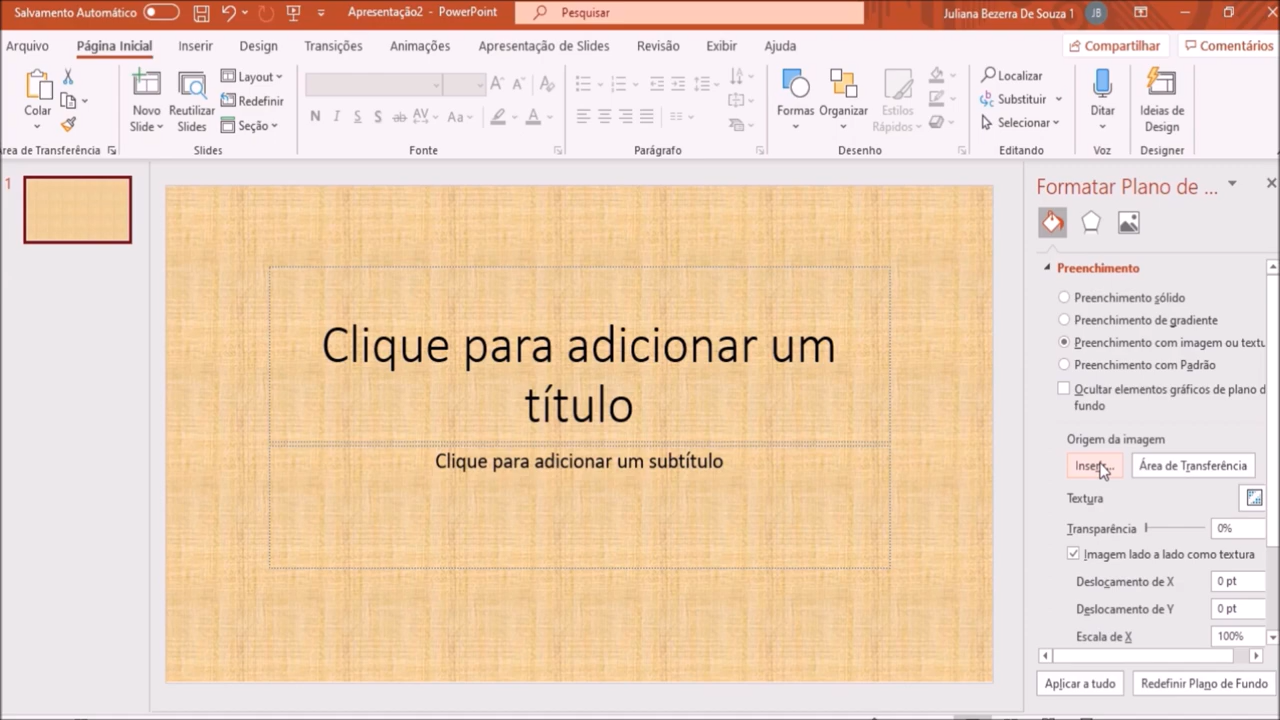 Salvamento Automático
Apresentação2 - PowerPoint
Pesquisar
Juliana Bezerra De Souza 1
JB
Arquivo
Página Inicial
Inserir
Design
Transições
Animações
Apresentação de Slides
Revisão
Exibir
Ajuda
Compartilhar
Comentários
Colar
Novo
Slide
Reutilizar
Slides
Layout
Redefinir
Seção
N
I
S
S
ab
AV
Aa
A
Formas
Organizar
Estilos
Rápidos
Localizar
Substituir
Selecionar
Ditar
Ideias de
Design
rea de Transferência
Slides
Fonte
Parágrafo
Desenho
Editando
Voz
Designer
1
Clique para adicionar um
título
Clique para adicionar um subtítulo
Formatar Plano de ...
Preenchimento
Preenchimento sólido
Preenchimento de gradiente
Preenchimento com imagem ou textu
Preenchimento com Padrão
Ocultar elementos gráficos de plano d
fundo
Origem da imagem
Área de Transferência
Textura
Transparência
0%
Imagem lado a lado como textura
Deslocamento de X
0 pt
Deslocamento de Y
0 pt
Escala de X
100%
Aplicar a tudo
Redefinir Plano de Fundo